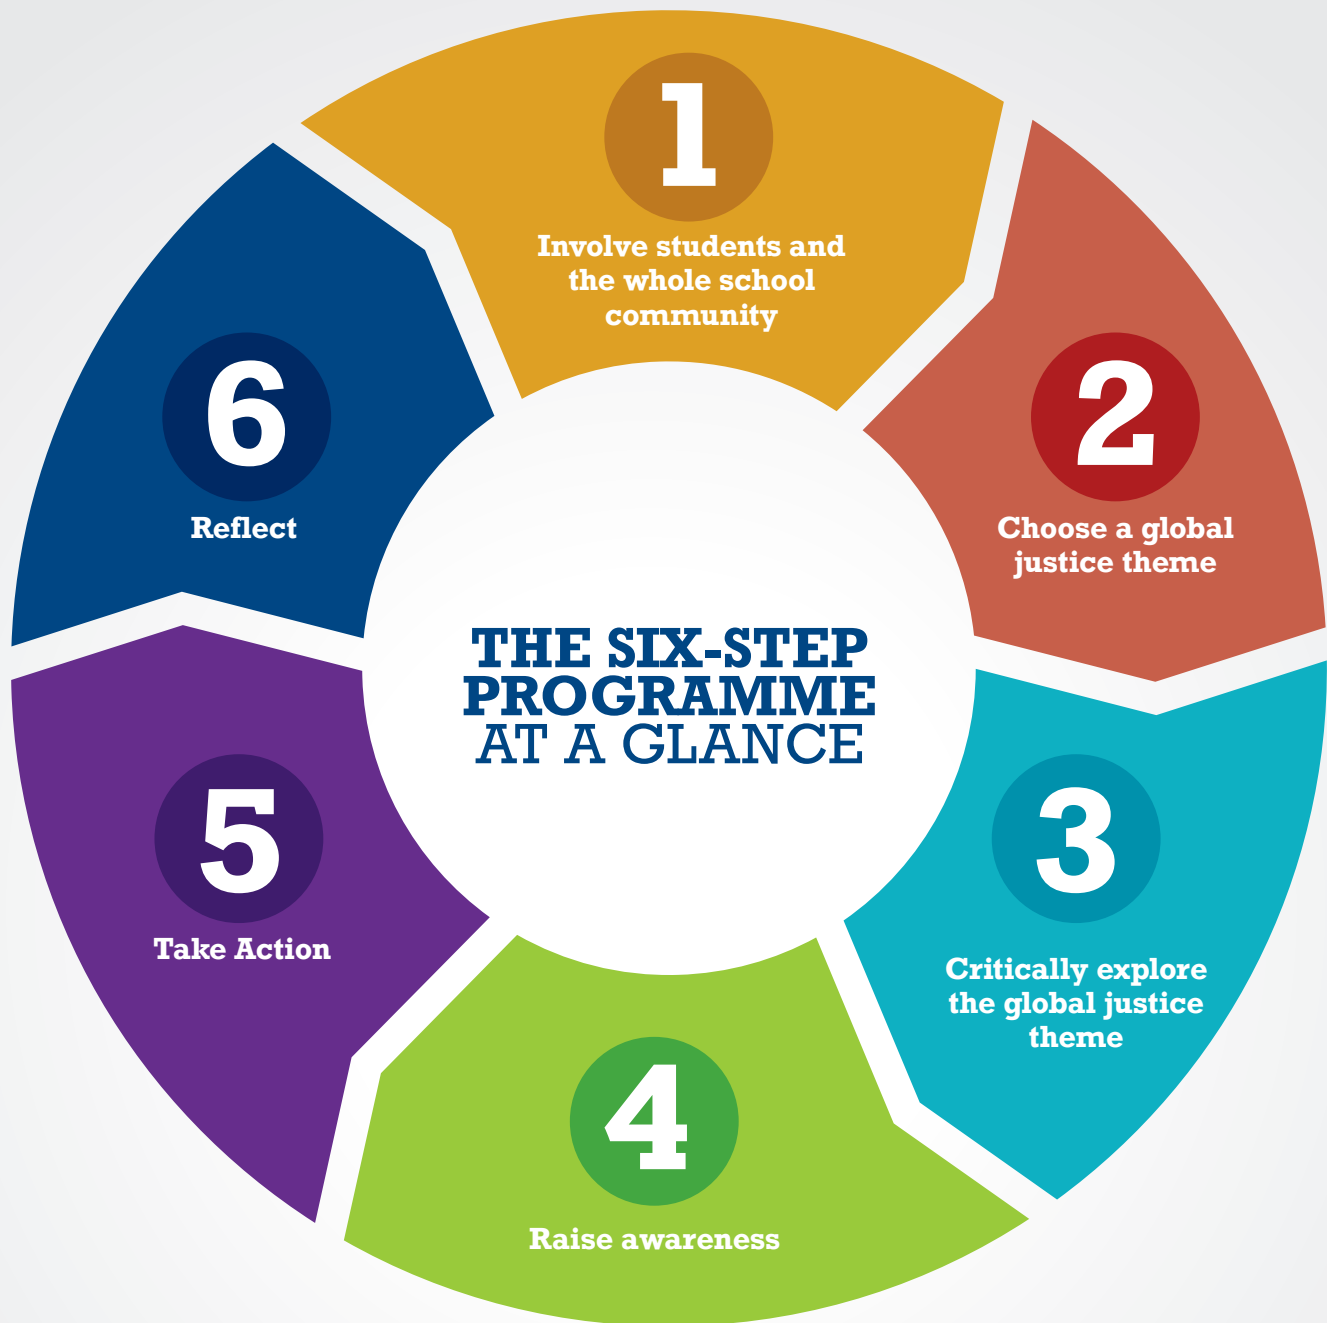 1
Involve students and
the whole school
community
2
Choose a global
justice theme
3
Critically explore
the global justice
theme
4
Raise awareness
5
Take Action
6
Reflect
THE SIX-STEP
PROGRAMME
AT A GLANCE